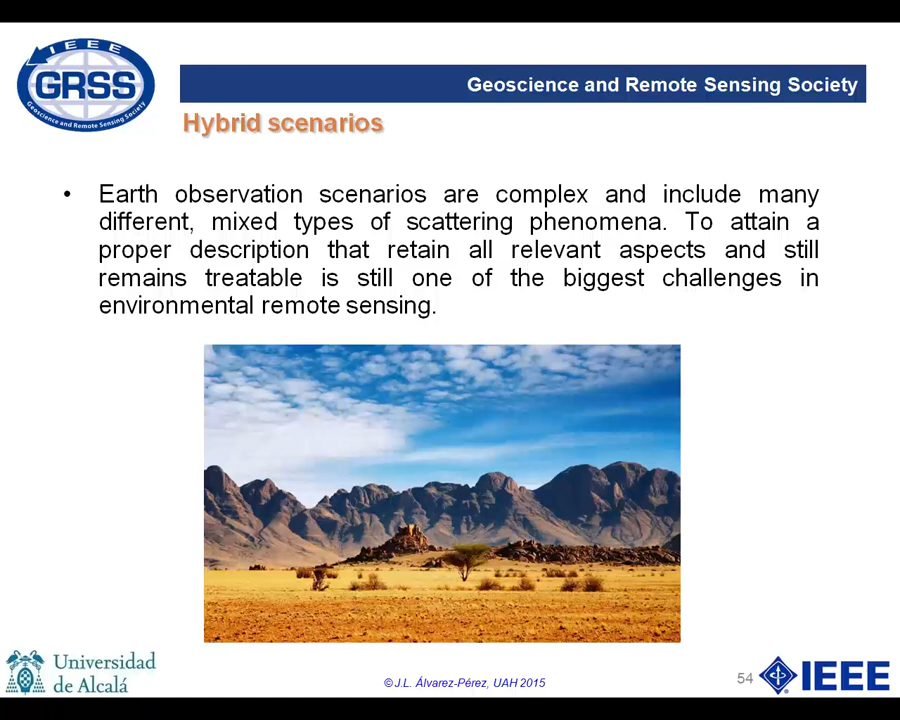 IEEE
GRSS
Geoscience and Remote Sensing Society
Geoscience and Remote Sensing Society
Hybrid scenarios
• Earth observation scenarios are complex and include many
different, mixed types of scattering phenomena. To attain a
proper description that retain all relevant aspects and still
remains treatable is still one of the biggest challenges in
environmental remote sensing.
Universidad
de Alcalá
© J.L. Álvarez-Pérez, UAH 2015
54
IEEE